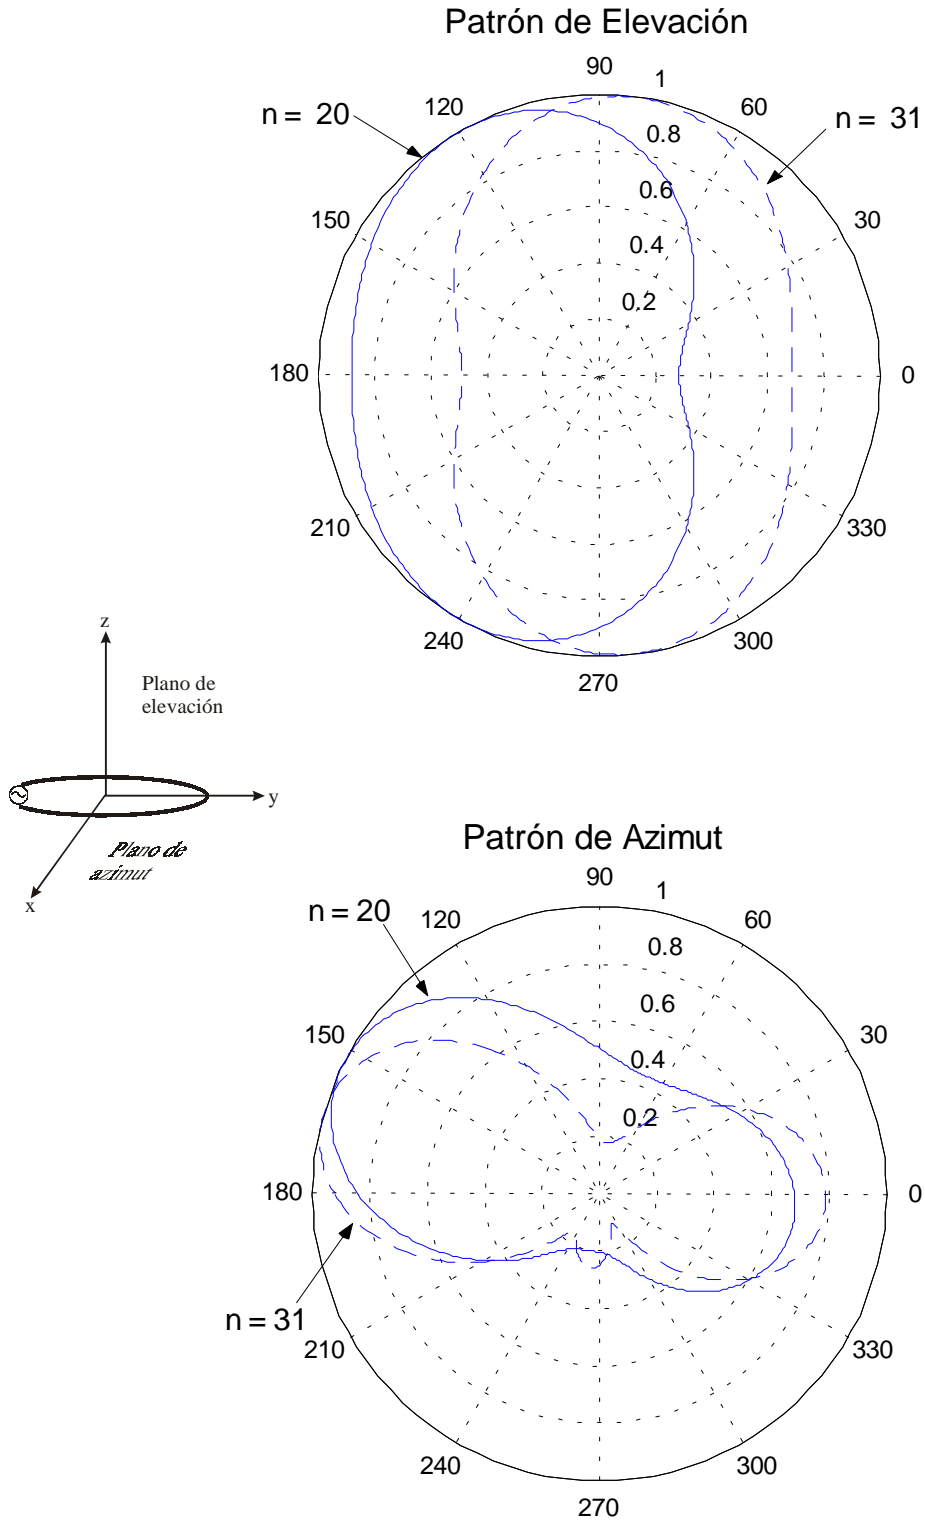 Patrón de Elevación
90
1
120
60
n = 20
n = 31
0.8
0.6
150
30
0.4
0.2
180
0
210
330
240
300
270
z
Plano de
elevación
y
Plano de
azimut
x
Patrón de Azimut
90
1
n = 20
120
60
0.8
0.6
150
30
0.4
0.2
180
0
n = 31
210
330
240
300
270